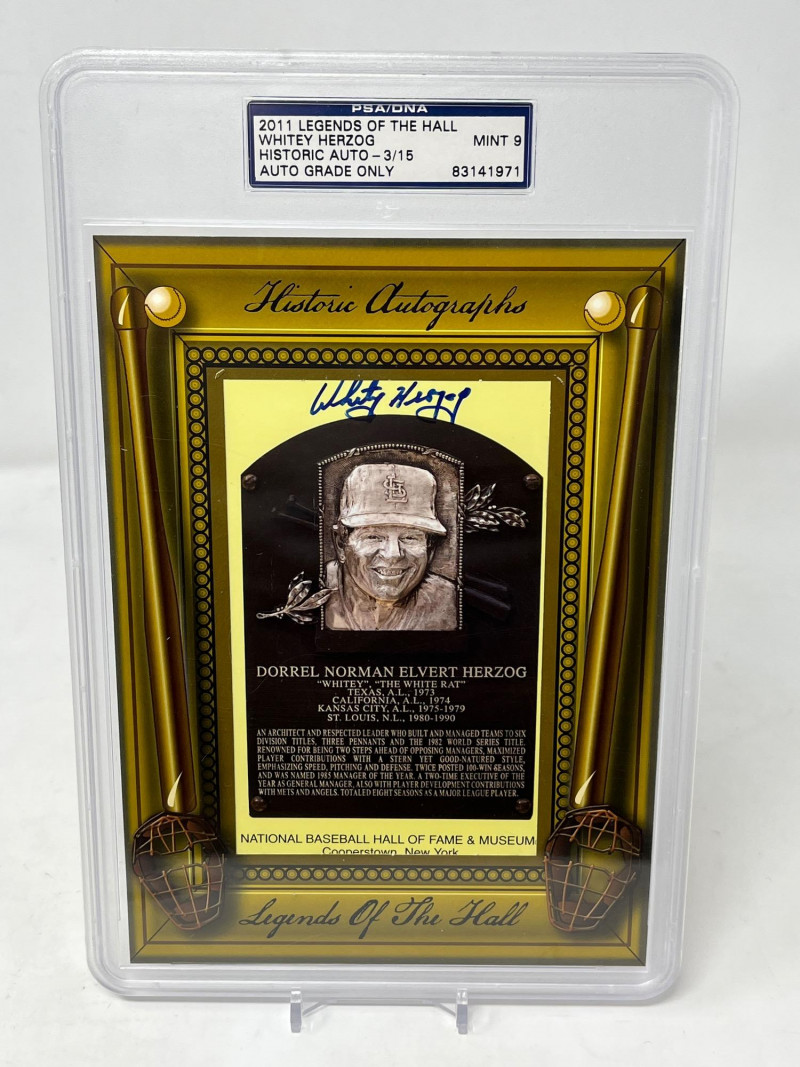 PSA/DNA
2011 LEGENDS OF THE HALL
WHITEY HERZOG MINT 9
HISTORIC AUTO - 3/15
AUTO GRADE ONLY 83141971
Historic Autographs
Whitey Herzog
StL
DORREL NORMAN ELVERT HERZOG
"WHITEY", "THE WHITE RAT"
TEXAS, A.L., 1973
CALIFORNIA, A.L., 1974
KANSAS CITY, A.L., 1975-1979
ST. LOUIS, N.L., 1980-1990
AN ARCHITECT AND RESPECTED LEADER WHO BUILT AND MANAGED TEAMS TO SIX
DIVISION TITLES, THREE PENNANTS AND THE 1982 WORLD SERIES TITLE.
RENOWNED FOR BEING TWO STEPS AHEAD OF OPPOSING MANAGERS, MAXIMIZED
PLAYER CONTRIBUTIONS WITH A STERN YET GOOD-NATURED STYLE,
EMPHASIZING SPEED, PITCHING AND DEFENSE. TWICE POSTED 100-WIN SEASONS,
AND WAS NAMED 1985 MANAGER OF THE YEAR. A TWO-TIME EXECUTIVE OF THE
YEAR AS GENERAL MANAGER, ALSO WITH PLAYER DEVELOPMENT CONTRIBUTIONS
WITH METS AND ANGELS. TOTALED EIGHT SEASONS AS A MAJOR LEAGUE PLAYER.
NATIONAL BASEBALL HALL OF FAME & MUSEUM
Cooperstown, New York
Legends Of The Hall